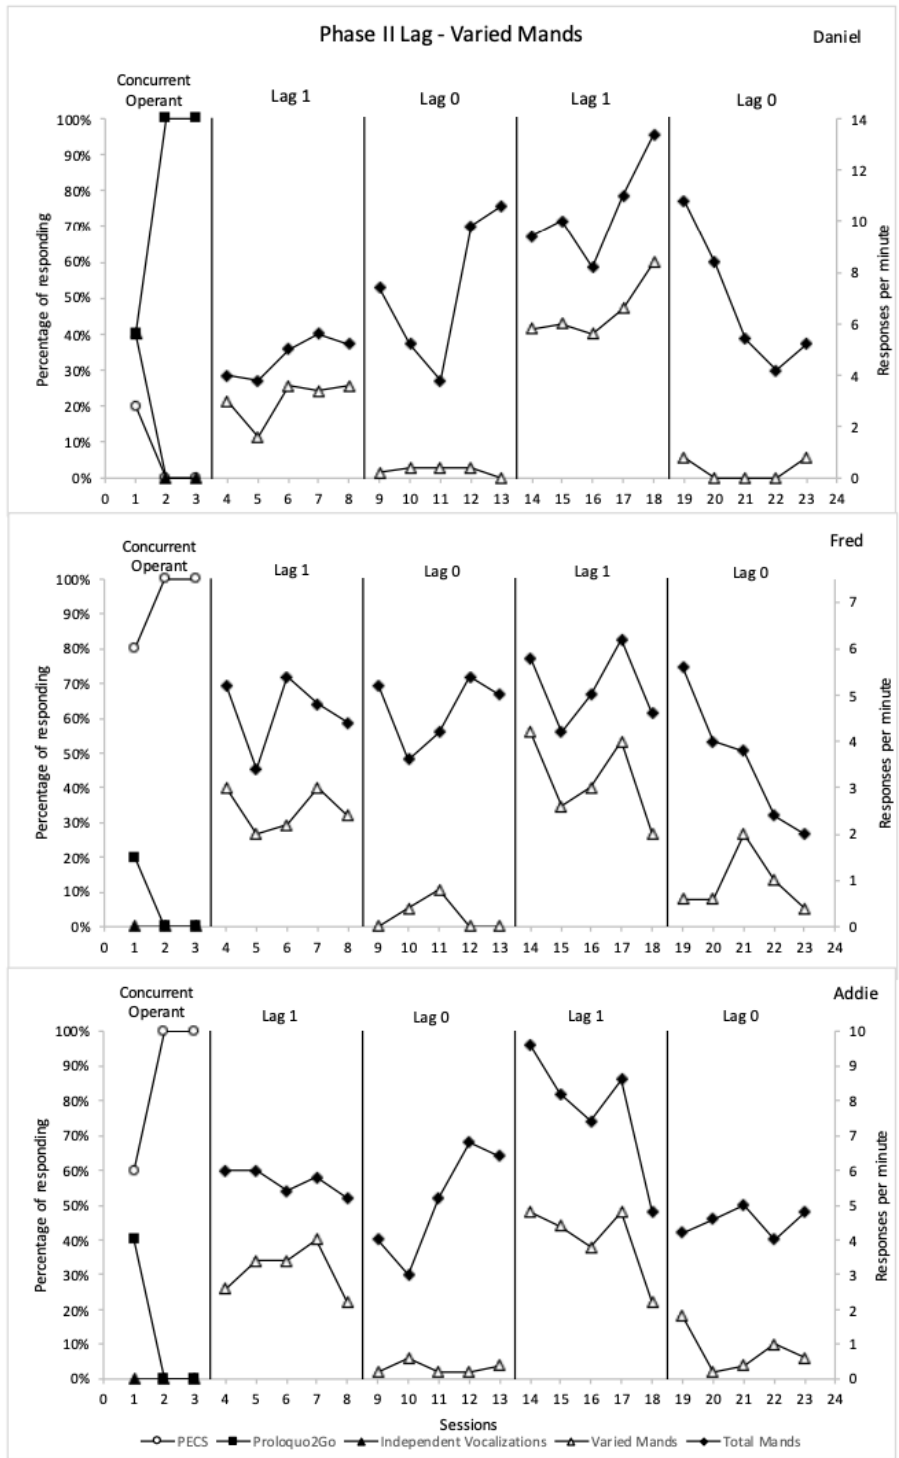 Phase II Lag - Varied Mands
Daniel
Concurrent
Operant
Lag 1
Lag 0
Lag 1
Lag 0
Percentage of responding
100%
90%
80%
70%
60%
50%
40%
30%
20%
10%
0%
14
12
10
8
6
4
2
0
Responses per minute
0 1 2 3 4 5 6 7 8 9 10 11 12 13 14 15 16 17 18 19 20 21 22 23 24
Fred
Concurrent
Operant
Lag 1
Lag 0
Lag 1
Lag 0
Percentage of responding
100%
90%
80%
70%
60%
50%
40%
30%
20%
10%
0%
7
6
5
4
3
2
1
0
Responses per minute
0 1 2 3 4 5 6 7 8 9 10 11 12 13 14 15 16 17 18 19 20 21 22 23 24
Addie
Concurrent
Operant
Lag 1
Lag 0
Lag 1
Lag 0
Percentage of responding
100%
90%
80%
70%
60%
50%
40%
30%
20%
10%
0%
10
9
8
7
6
5
4
3
2
1
0
Responses per minute
0 1 2 3 4 5 6 7 8 9 10 11 12 13 14 15 16 17 18 19 20 21 22 23 24
Sessions
PECS Proloquo2Go Independent Vocalizations Varied Mands Total Mands